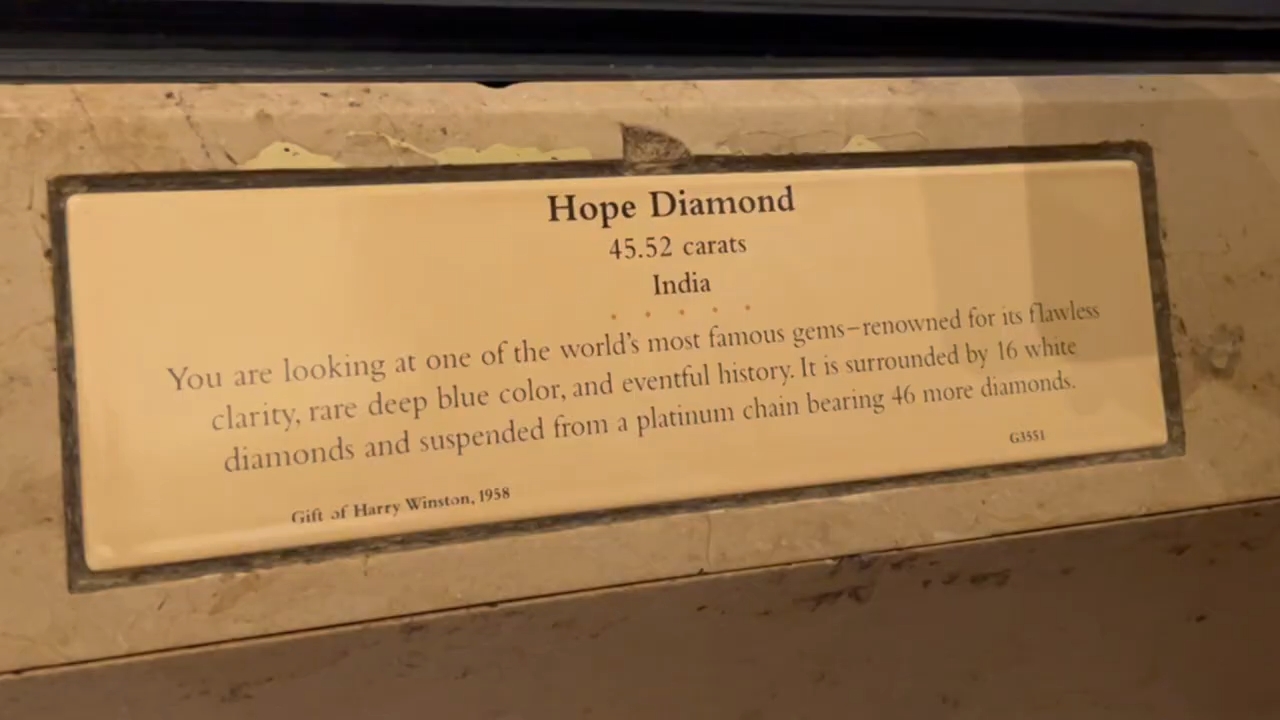 Hope Diamond
45.52 carats
India
You are looking at one of the world's most famous gems–renowned for its flawless
clarity, rare deep blue color, and eventful history. It is surrounded by 16 white
diamonds and suspended from a platinum chain bearing 46 more diamonds.
G3551
Gift of Harry Winston, 1958